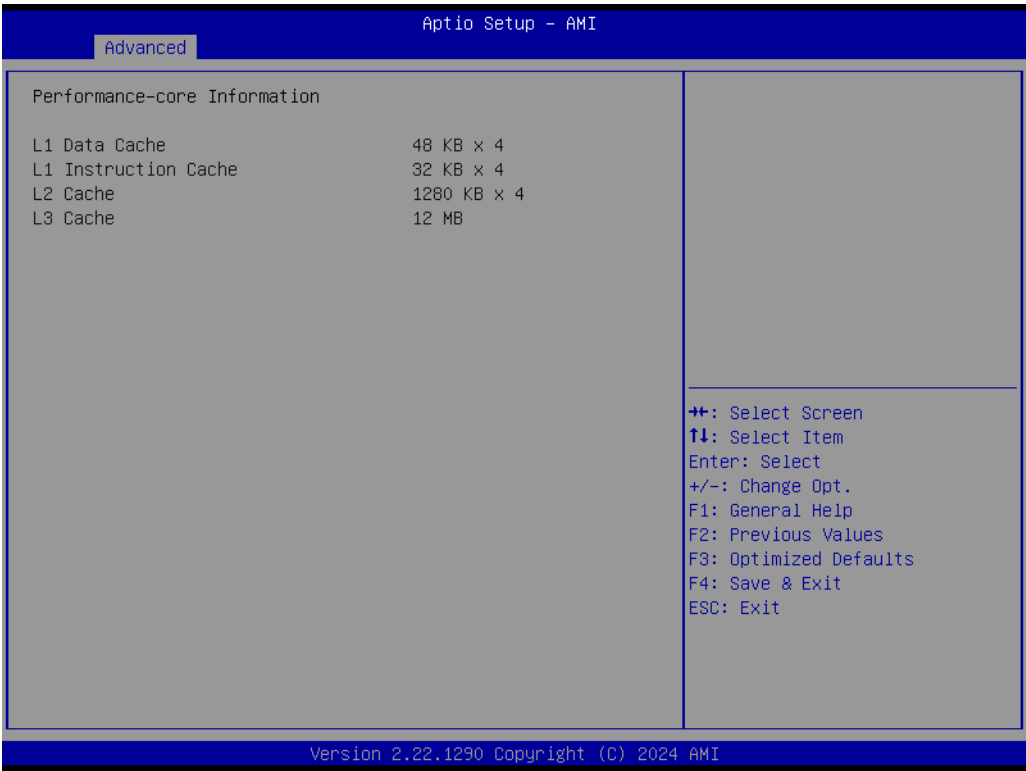 Aptio Setup - AMI
Advanced
Performance-core Information
L1 Data Cache 48 KB x 4
L1 Instruction Cache 32 KB x 4
L2 Cache 1280 KB x 4
L3 Cache 12 MB
→←: Select Screen
↑↓: Select Item
Enter: Select
+/-: Change Opt.
F1: General Help
F2: Previous Values
F3: Optimized Defaults
F4: Save & Exit
ESC: Exit
Version 2.22.1290 Copyright (C) 2024 AMI